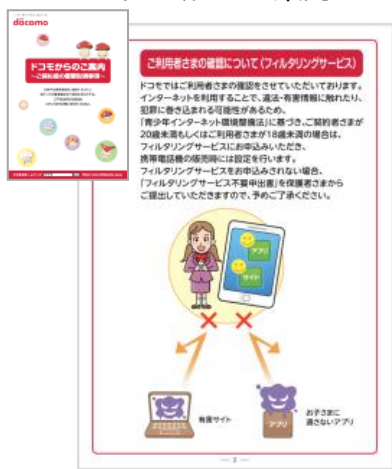 docomo
ドコモからのご案内
ご利用者さまの確認について(フィルタリングサービス)
ドコモではご利用者さまの確認をさせていただいております。
インターネットを利用することで、違法・有害情報に触れたり、
犯罪に巻き込まれる可能性があるため、
「青少年インターネット環境整備法」に基づき、ご契約者さまが
20歳未満もしくはご利用者さまが18歳未満の場合は、
フィルタリングサービスにお申込みいただき、
携帯電話機の販売時には設定を行います。
フィルタリングサービスをお申込みされない場合、
「フィルタリングサービス不要申出書」を保護者さまから
ご提出していただきますので、予めご了承ください。
アプリ
サイト
有害サイト
アプリ
お子さまに
適さないアプリ
― 2 ―